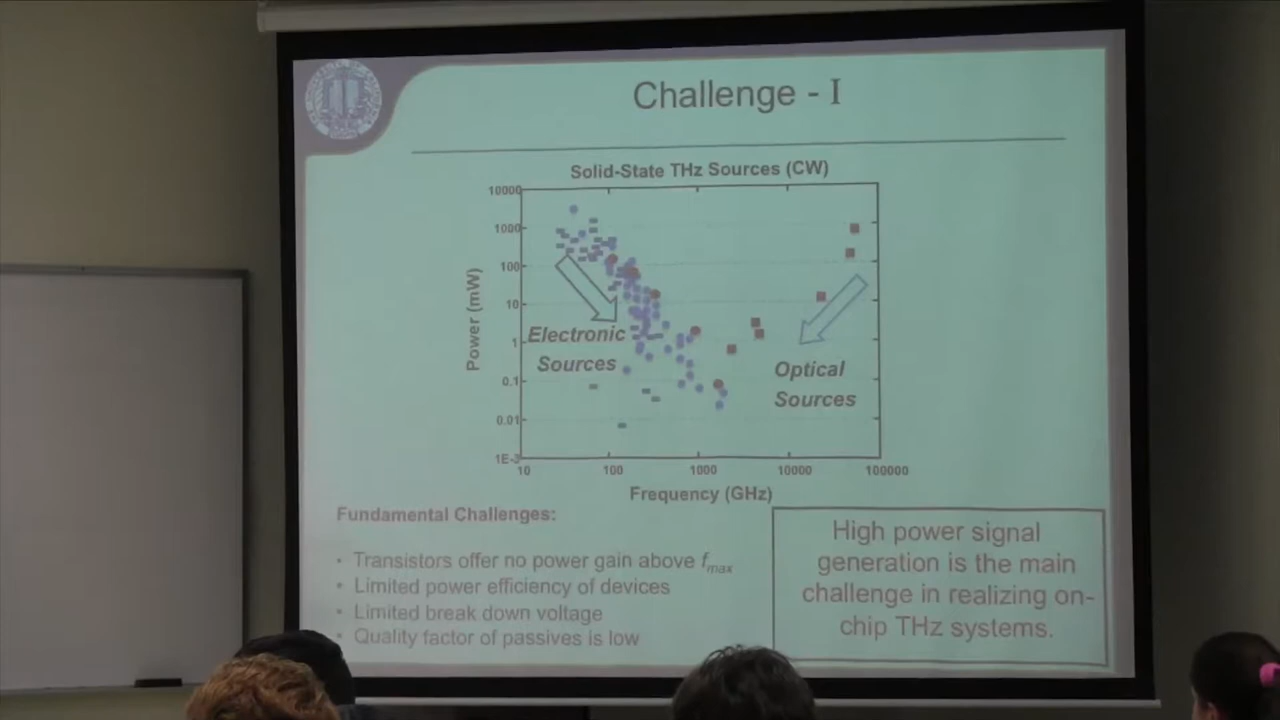 Challenge - I
Solid-State THz Sources (CW)
10000
1000
100
10
1
0.1
0.01
1E-3
Power (mW)
Electronic
Sources
Optical
Sources
10 100 1000 10000 100000
Frequency (GHz)
Fundamental Challenges:
• Transistors offer no power gain above fmax
• Limited power efficiency of devices
• Limited break down voltage
• Quality factor of passives is low
High power signal
generation is the main
challenge in realizing on-
chip THz systems.